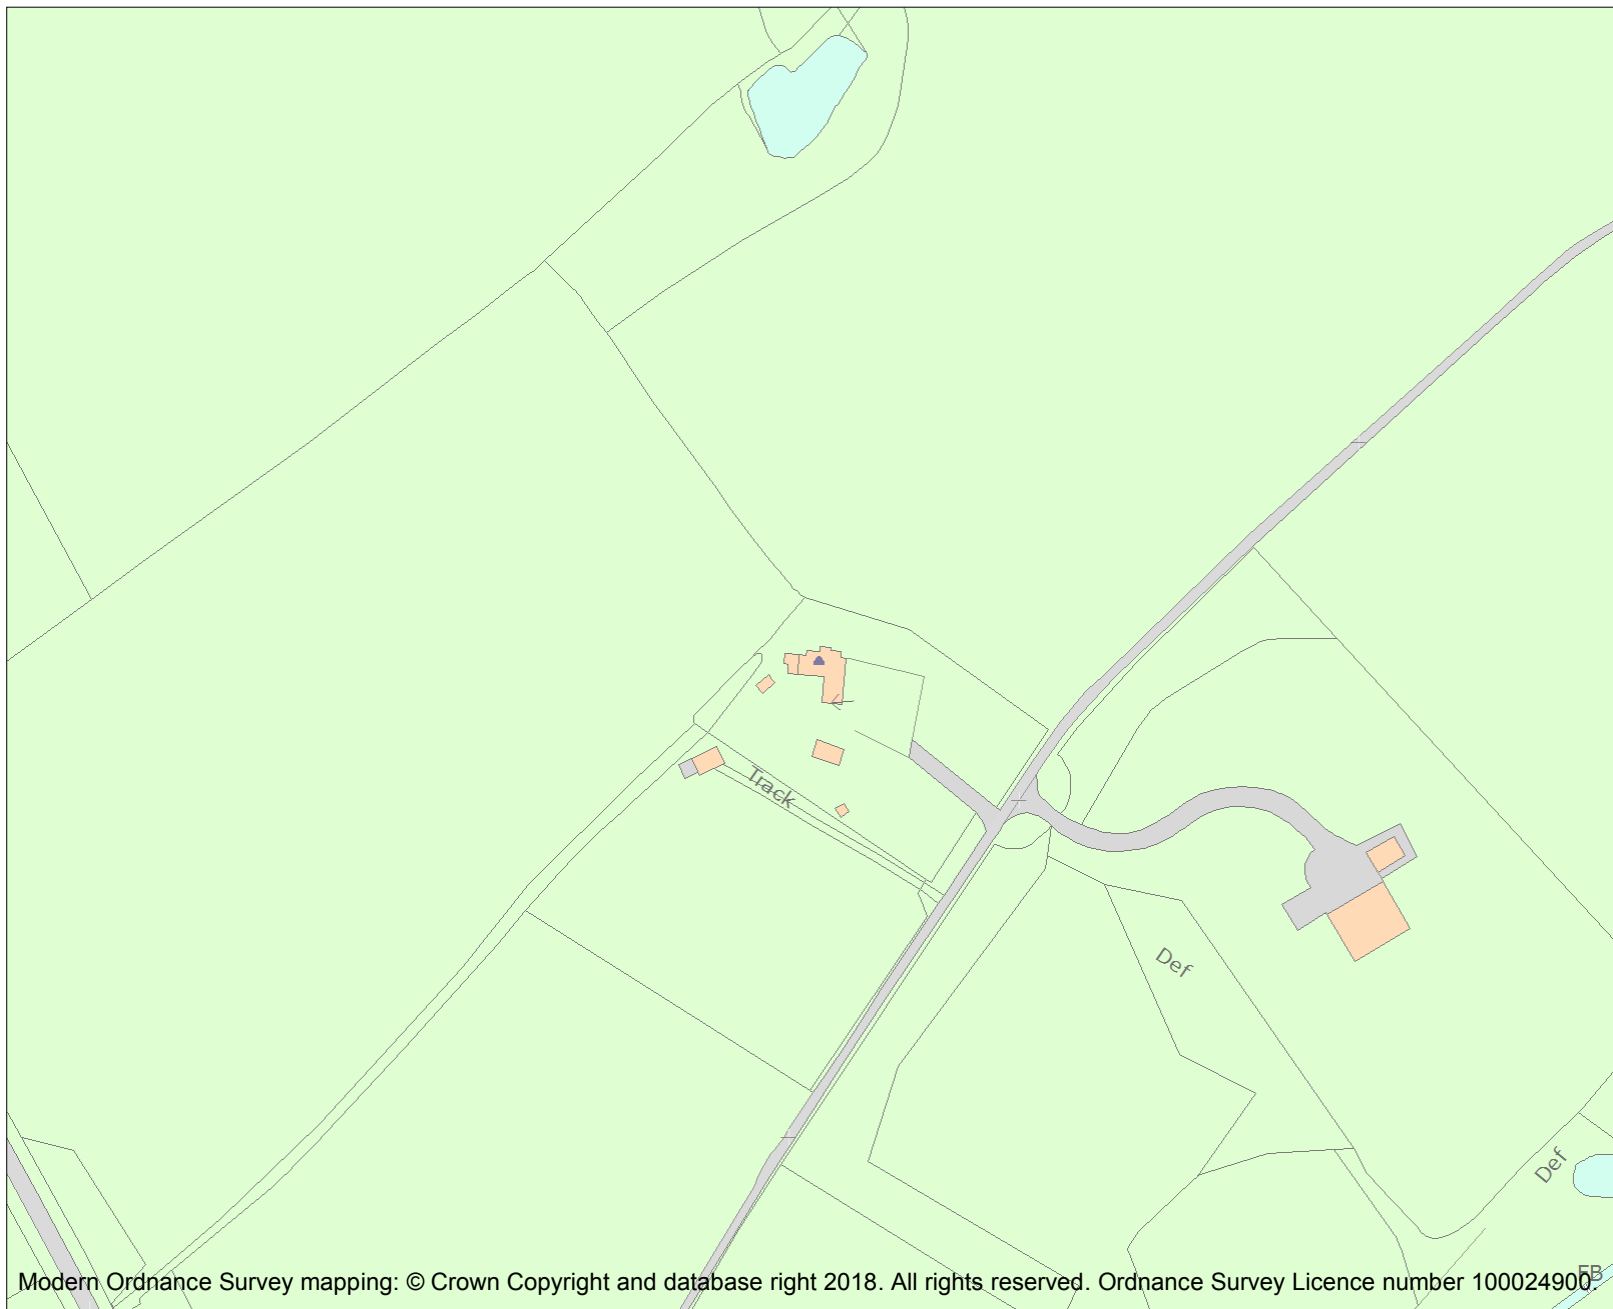 Track
Def
Def
FB
Modern Ordnance Survey mapping: © Crown Copyright and database right 2018. All rights reserved. Ordnance Survey Licence number 100024900.